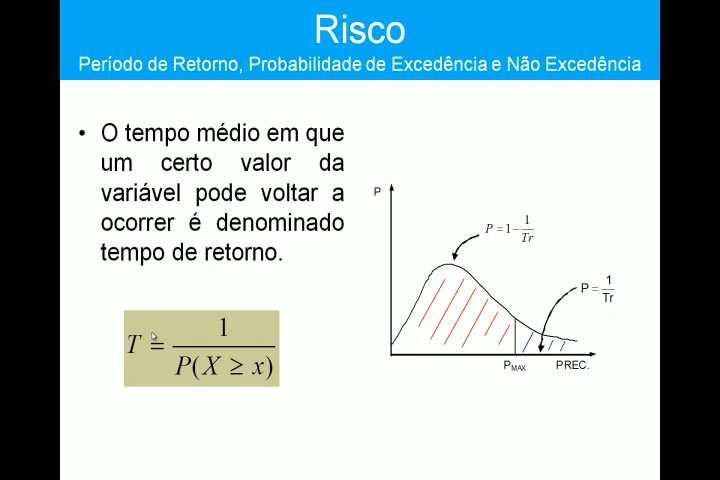 Risco
Período de Retorno, Probabilidade de Excedência e Não Excedência
• O tempo médio em que
um certo valor da
variável pode voltar a
ocorrer é denominado
tempo de retorno.
T = 1 / P(X ≥ x)
P
P = 1 − 1/Tr
P = 1/Tr
PMAX
PREC.